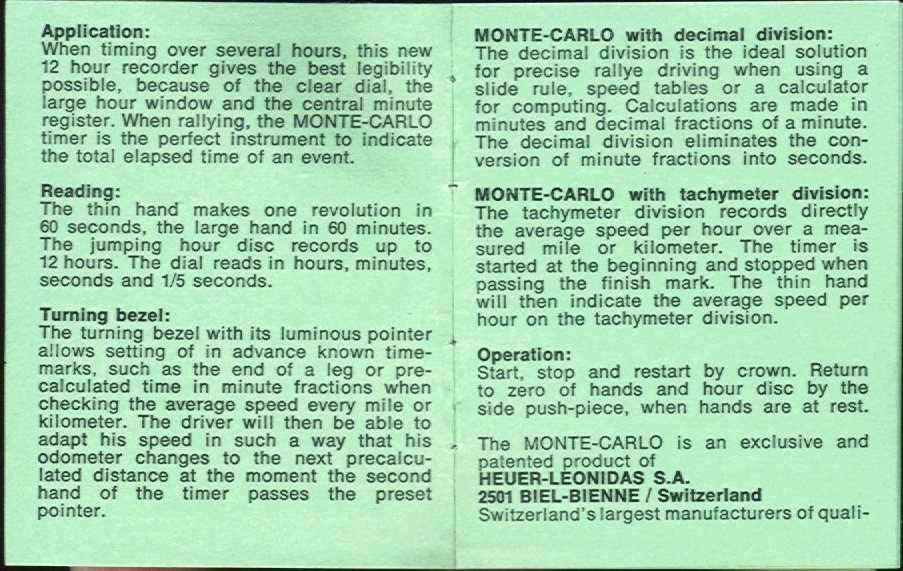 Application:
When timing over several hours, this new
12 hour recorder gives the best legibility
possible, because of the clear dial, the
large hour window and the central minute
register. When rallying, the MONTE-CARLO
timer is the perfect instrument to indicate
the total elapsed time of an event.
Reading:
The thin hand makes one revolution in
60 seconds, the large hand in 60 minutes.
The jumping hour disc records up to
12 hours. The dial reads in hours, minutes,
seconds and 1/5 seconds.
Turning bezel:
The turning bezel with its luminous pointer
allows setting of in advance known time-
marks, such as the end of a leg or pre-
calculated time in minute fractions when
checking the average speed every mile or
kilometer. The driver will then be able to
adapt his speed in such a way that his
odometer changes to the next precalcu-
lated distance at the moment the second
hand of the timer passes the preset
pointer.
MONTE-CARLO with decimal division:
The decimal division is the ideal solution
for precise rallye driving when using a
slide rule, speed tables or a calculator
for computing. Calculations are made in
minutes and decimal fractions of a minute.
The decimal division eliminates the con-
version of minute fractions into seconds.
MONTE-CARLO with tachymeter division:
The tachymeter division records directly
the average speed per hour over a mea-
sured mile or kilometer. The timer is
started at the beginning and stopped when
passing the finish mark. The thin hand
will then indicate the average speed per
hour on the tachymeter division.
Operation:
Start, stop and restart by crown. Return
to zero of hands and hour disc by the
side push-piece, when hands are at rest.
The MONTE-CARLO is an exclusive and
patented product of
HEUER-LEONIDAS S.A.
2501 BIEL-BIENNE / Switzerland
Switzerland's largest manufacturers of quali-